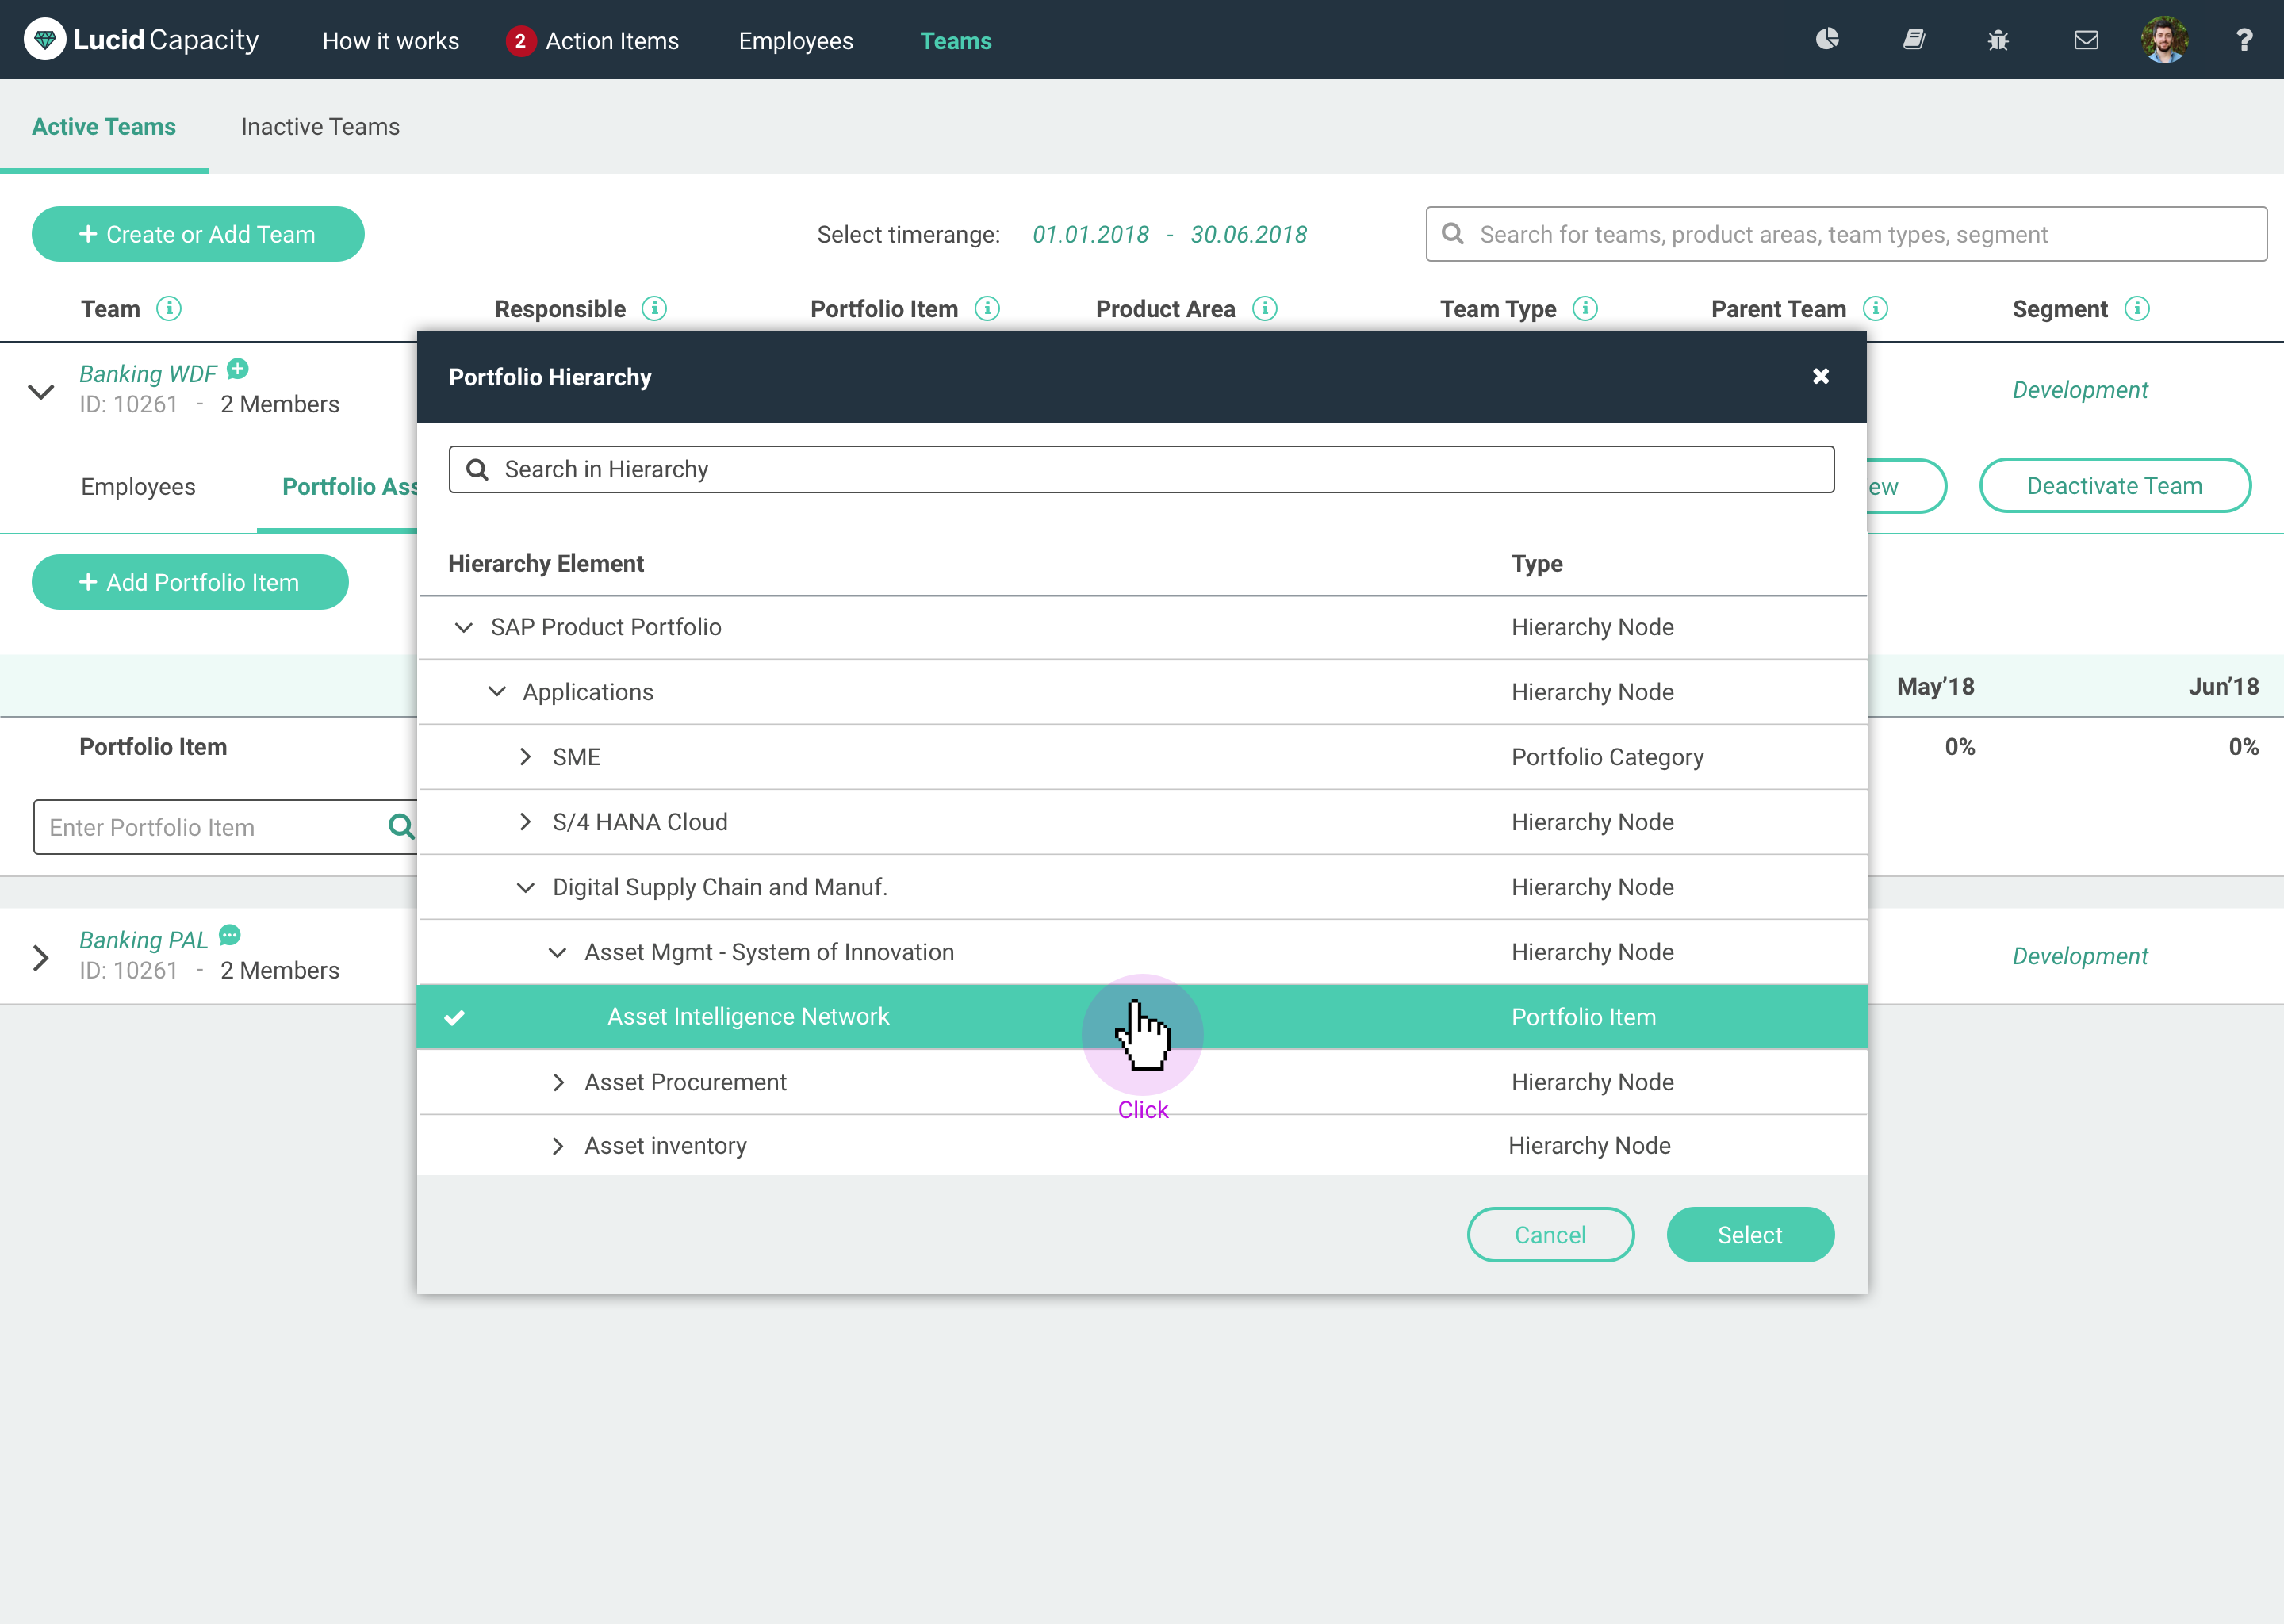 Lucid Capacity How it works 2 Action Items Employees Teams ?
Active Teams Inactive Teams
+ Create or Add Team Select timerange: 01.01.2018 - 30.06.2018 Search for teams, product areas, team types, segment
Team i Responsible i Portfolio Item i Product Area i Team Type i Parent Team i Segment i
Banking WDF
ID: 10261 - 2 Members
Development
Portfolio Hierarchy
Search in Hierarchy
Employees Portfolio Ass ew Deactivate Team
Hierarchy Element Type
+ Add Portfolio Item
SAP Product Portfolio Hierarchy Node
Applications Hierarchy Node
May’18 Jun’18
Portfolio Item 0% 0%
SME Portfolio Category
S/4 HANA Cloud Hierarchy Node
Enter Portfolio Item
Digital Supply Chain and Manuf. Hierarchy Node
Banking PAL
ID: 10261 - 2 Members
Development
Asset Mgmt - System of Innovation Hierarchy Node
Asset Intelligence Network Portfolio Item
Asset Procurement Hierarchy Node
Click
Asset inventory Hierarchy Node
Cancel Select